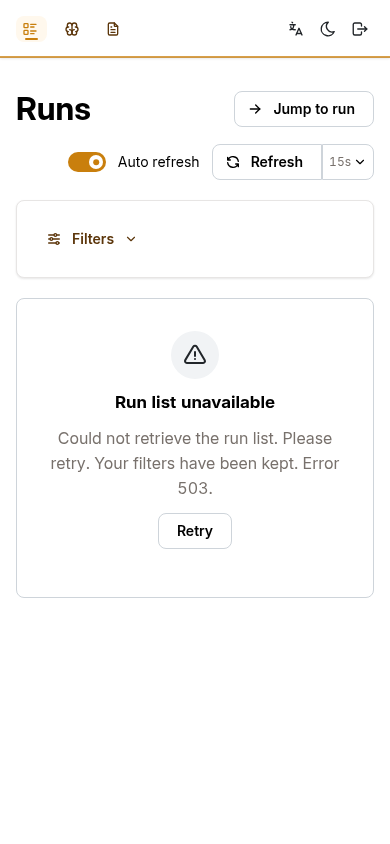 Runs
Jump to run
Auto refresh
Refresh
15s
Filters
Run list unavailable
Could not retrieve the run list. Please
retry. Your filters have been kept. Error
503.
Retry